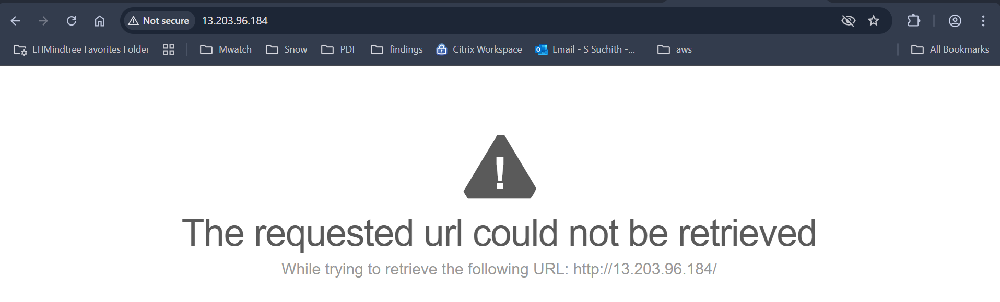 Not secure 13.203.96.184
LTIMindtree Favorites Folder Mwatch Snow PDF findings Citrix Workspace Email - S Suchith -... aws All Bookmarks
!
The requested url could not be retrieved
While trying to retrieve the following URL: http://13.203.96.184/